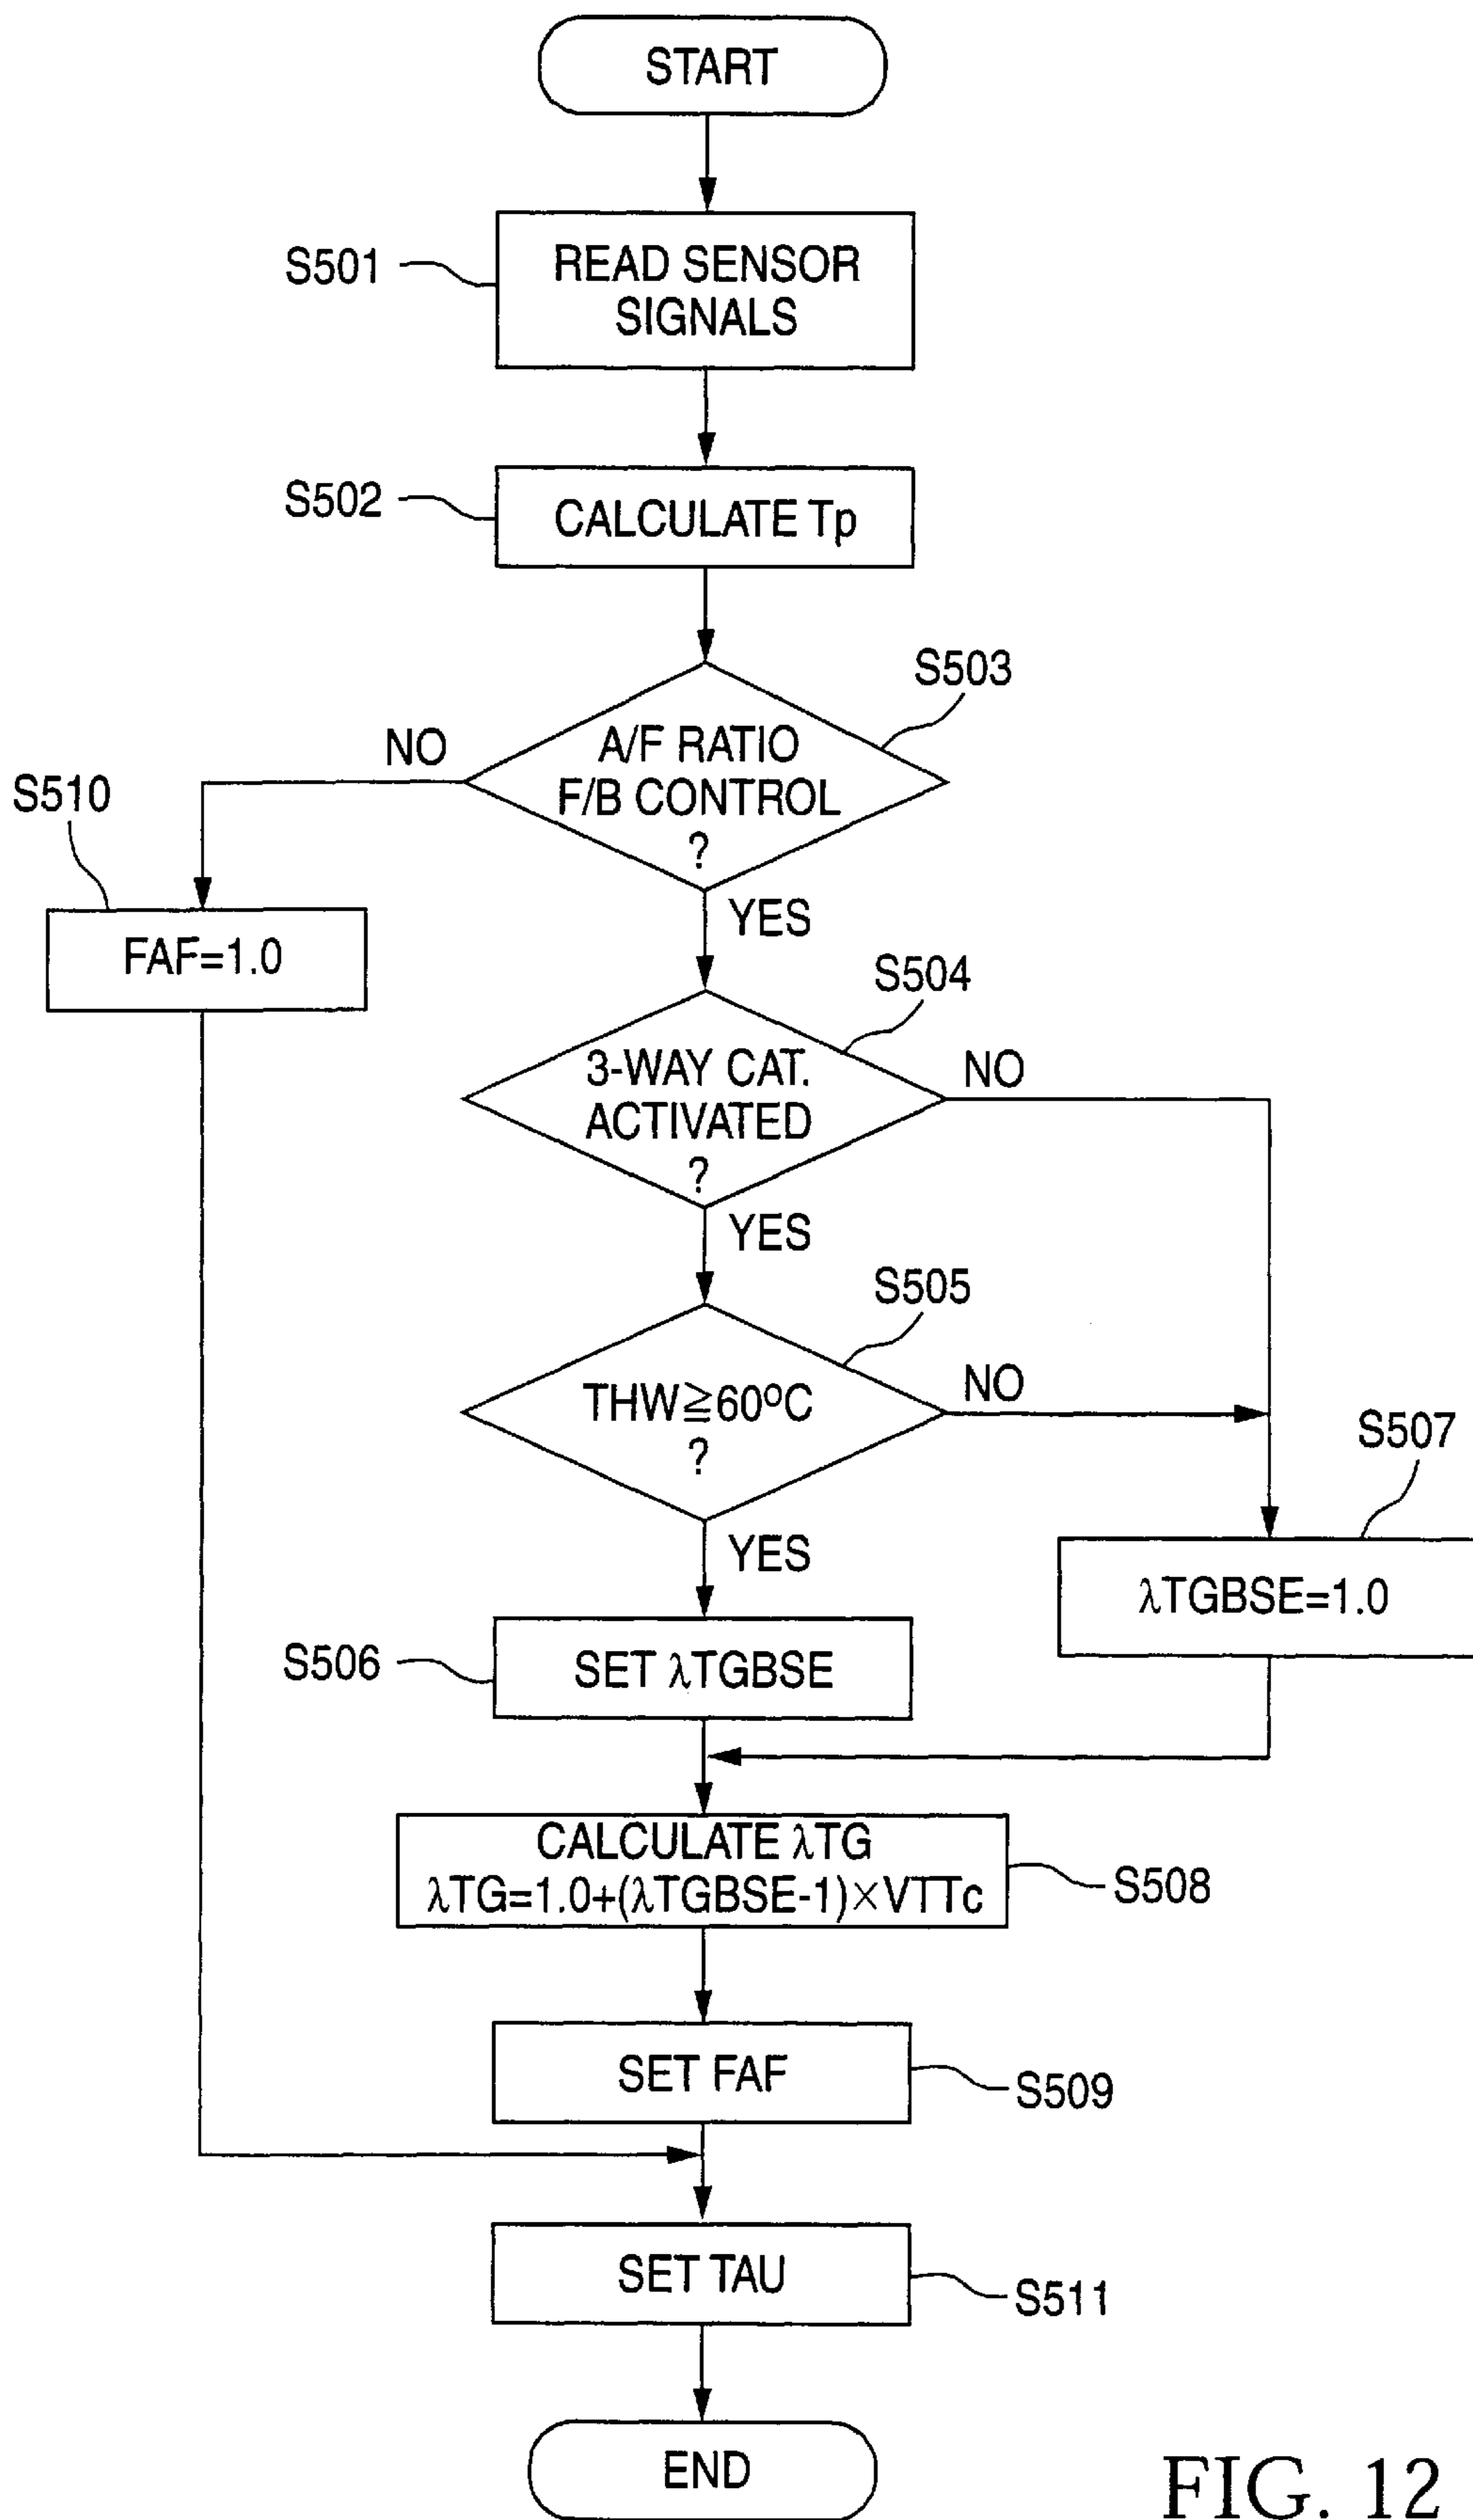 START
S501
READ SENSOR
SIGNALS
S502
CALCULATE Tp
S503
A/F RATIO
F/B CONTROL
?
NO
YES
S510
FAF=1.0
S504
3-WAY CAT.
ACTIVATED
?
NO
YES
S505
THW≧60°C
?
NO
YES
S507
λTGBSE=1.0
S506
SET λTGBSE
CALCULATE λTG
λTG=1.0+(λTGBSE-1)×VTTc
S508
SET FAF
S509
SET TAU
S511
END
FIG. 12